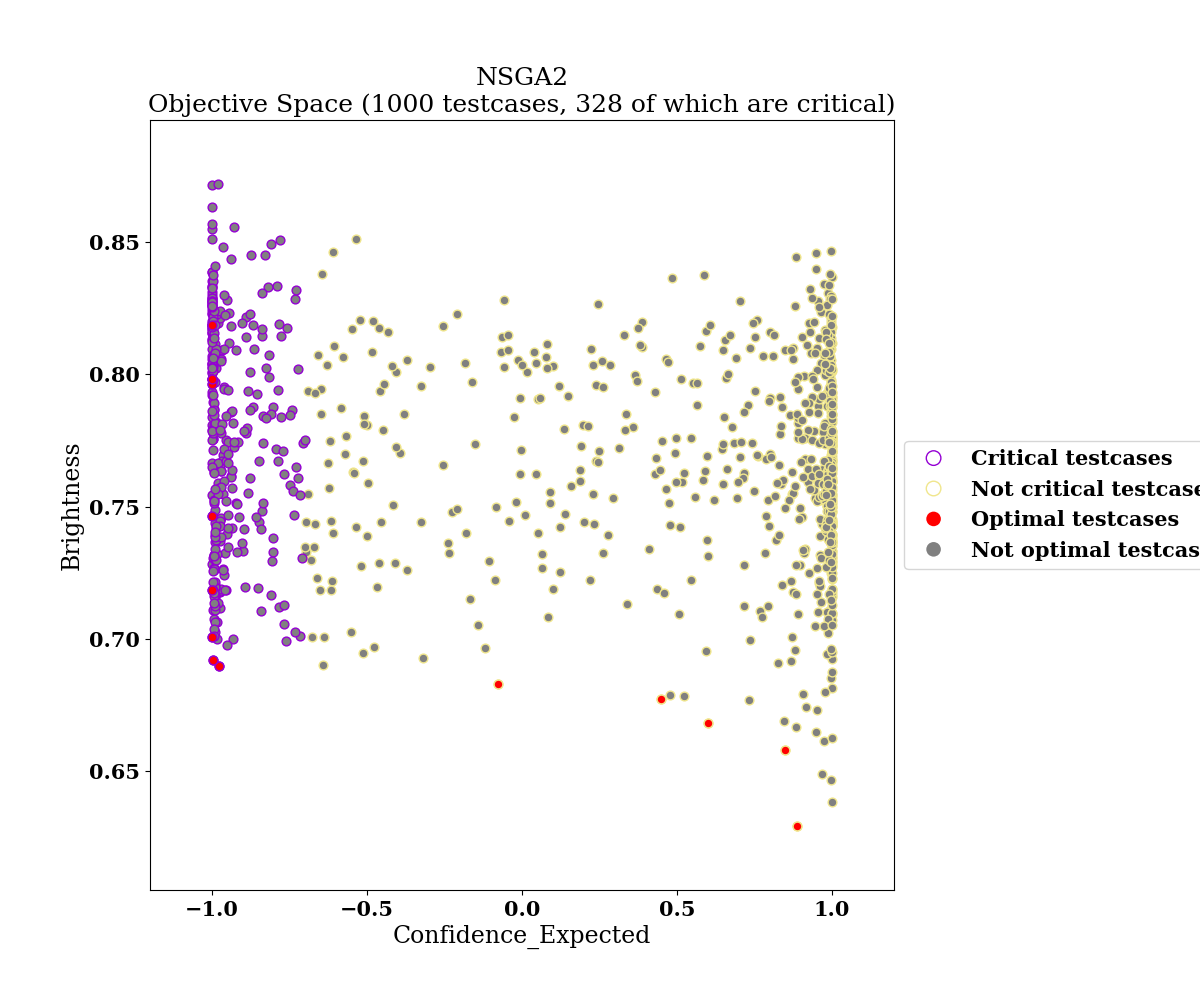 NSGA2
Objective Space (1000 testcases, 328 of which are critical)
0.85
0.80
0.75
0.70
0.65
Brightness
−1.0
−0.5
0.0
0.5
1.0
Confidence_Expected
Critical testcases
Not critical testcase
Optimal testcases
Not optimal testcas